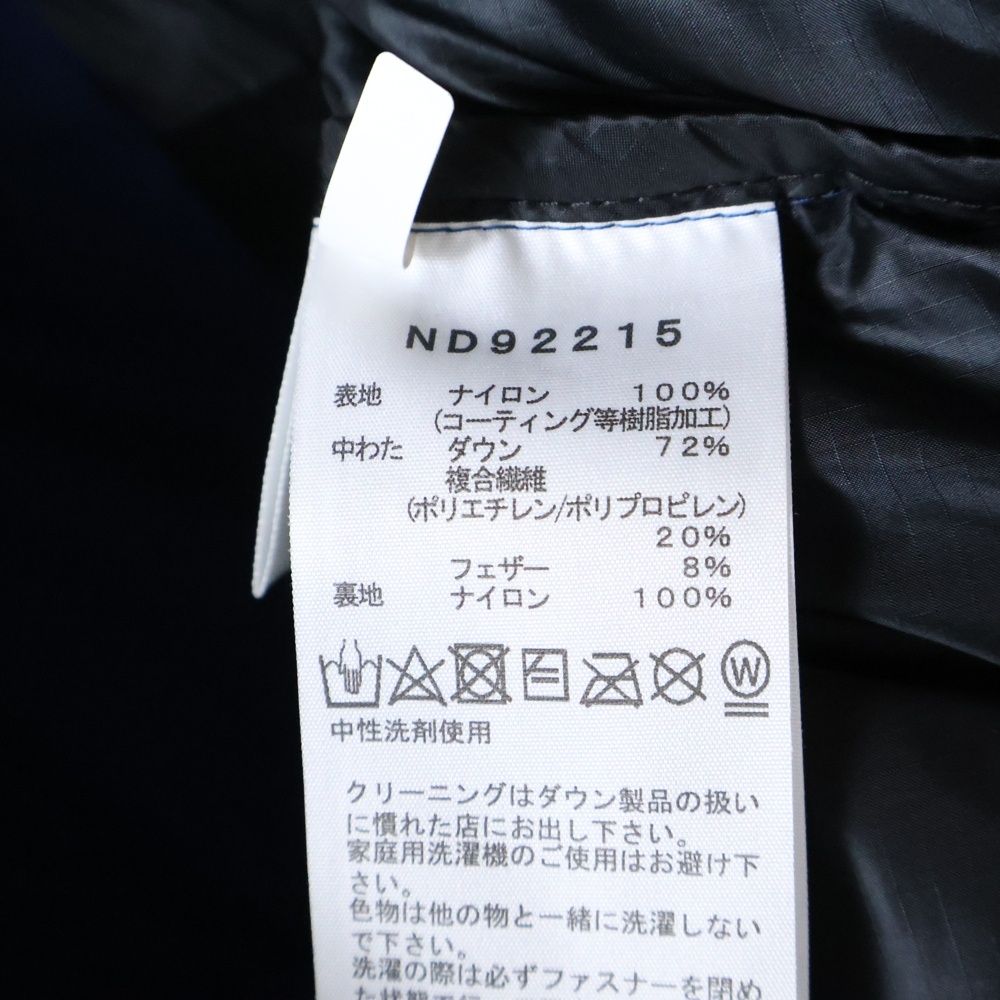 ND92215
表地 ナイロン 100%
(コーティング等樹脂加工)
中わた ダウン 72%
複合繊維
(ポリエチレン/ポリプロピレン)
20%
フェザー 8%
裏地 ナイロン 100%
W
中性洗剤使用
クリーニングはダウン製品の扱い
に慣れた店にお出し下さい。
家庭用洗濯機のご使用はお避け下
さい。
色物は他の物と一緒に洗濯しない
で下さい。
洗濯の際は必ずファスナーを閉め